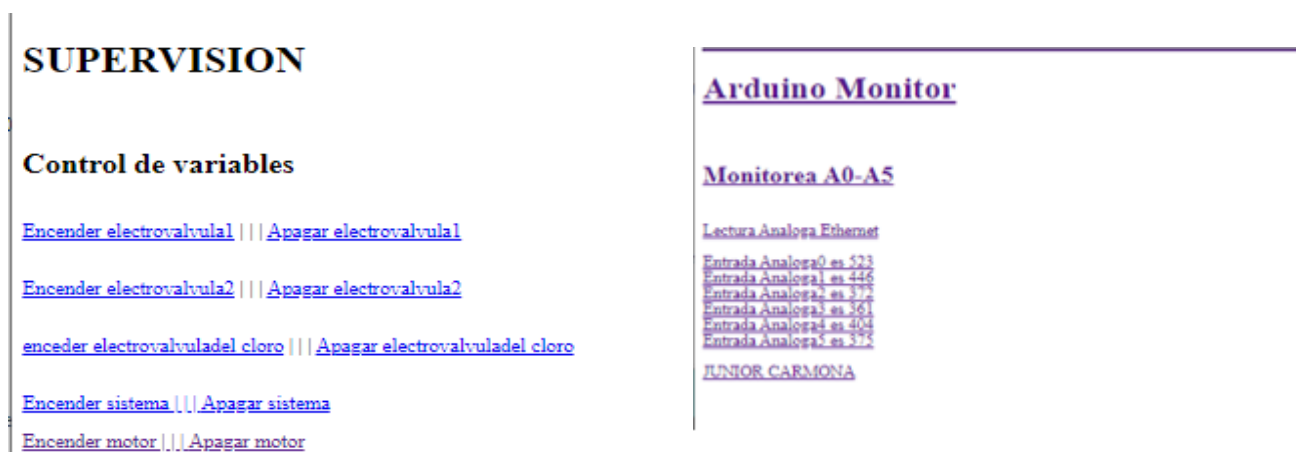 SUPERVISION
Control de variables
Encender electrovalvula1 | | | Apagar electrovalvula1
Encender electrovalvula2 | | | Apagar electrovalvula2
enceder electrovalvuladel cloro | | | Apagar electrovalvuladel cloro
Encender sistema | | | Apagar sistema
Encender motor | | | Apagar motor
Arduino Monitor
Monitorea A0-A5
Lectura Analoga Ethernet
Entrada Analoga0 es 523
Entrada Analoga1 es 446
Entrada Analoga2 es 372
Entrada Analoga3 es 361
Entrada Analoga4 es 404
Entrada Analoga5 es 375
JUNIOR CARMONA